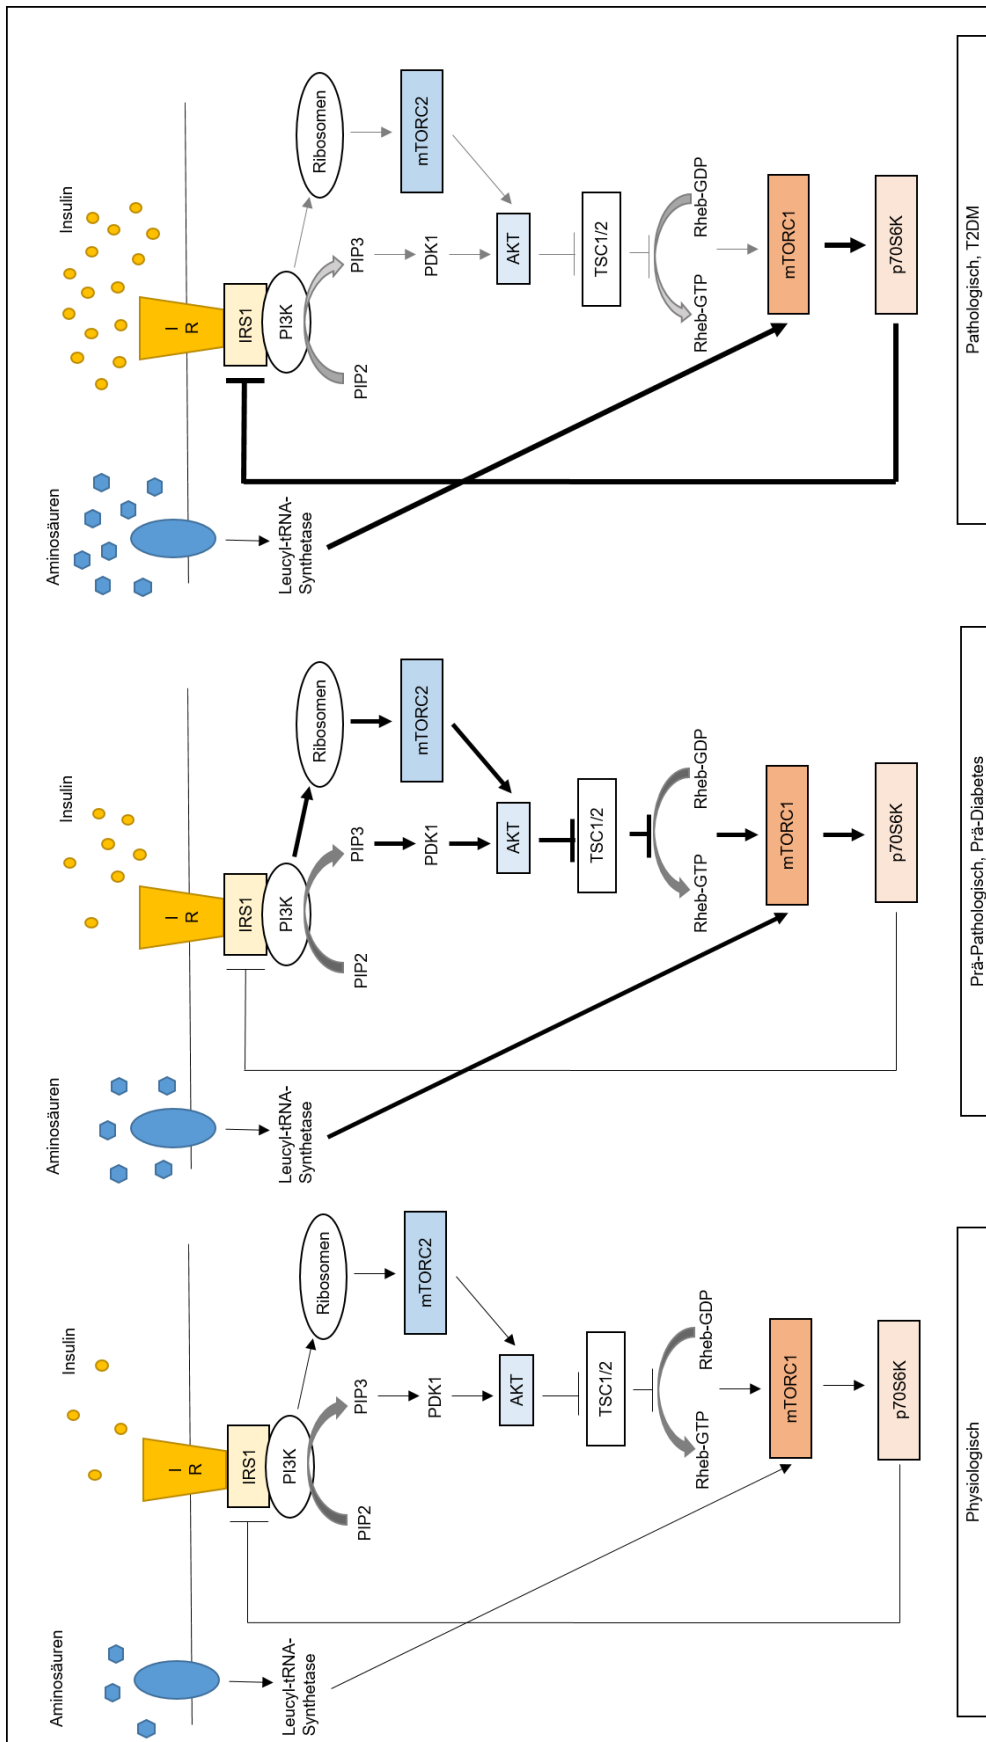 Aminosäuren
Insulin
I
R
IRS1
PI3K
PIP2
PIP3
Ribosomen
Leucyl-tRNA-
Synthetase
PDK1
mTORC2
AKT
TSC1/2
Rheb-GTP
Rheb-GDP
mTORC1
p70S6K
Physiologisch
Aminosäuren
Insulin
I
R
IRS1
PI3K
PIP2
PIP3
Ribosomen
Leucyl-tRNA-
Synthetase
PDK1
mTORC2
AKT
TSC1/2
Rheb-GTP
Rheb-GDP
mTORC1
p70S6K
Prä-Pathologisch, Prä-Diabetes
Aminosäuren
Insulin
I
R
IRS1
PI3K
PIP2
PIP3
Ribosomen
Leucyl-tRNA-
Synthetase
PDK1
mTORC2
AKT
TSC1/2
Rheb-GTP
Rheb-GDP
mTORC1
p70S6K
Pathologisch, T2DM